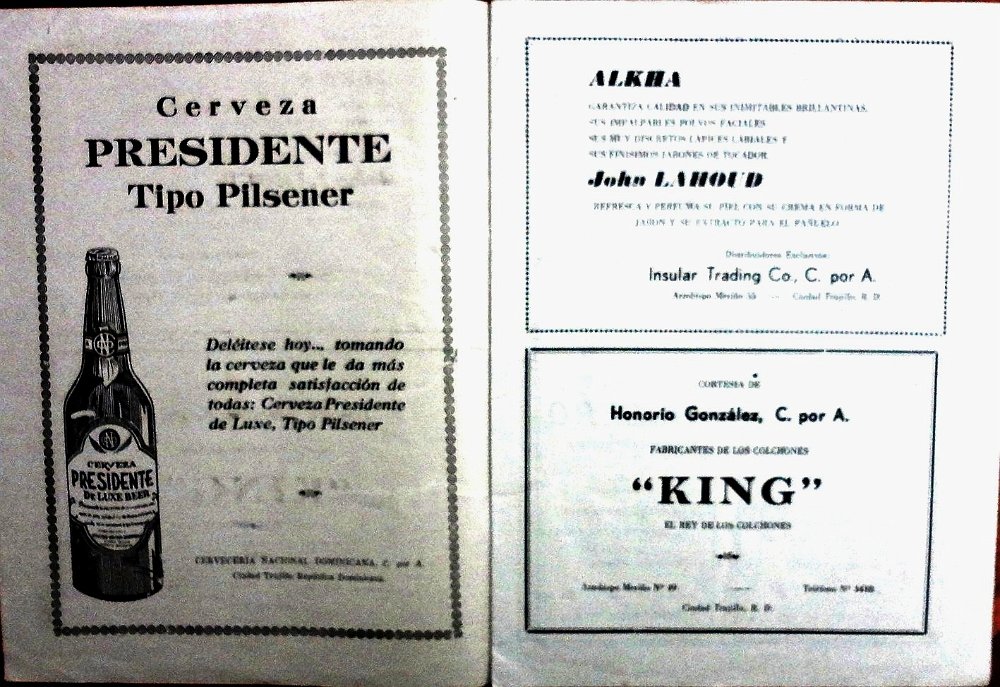 Cerveza
PRESIDENTE
Tipo Pilsener
Deléitese hoy... tomando
la cerveza que le da más
completa satisfacción de
todas: Cerveza Presidente
de Luxe, Tipo Pilsener
CERVEZA
PRESIDENTE
DE LUXE BEER
CERVECERIA NACIONAL DOMINICANA, C. por A.
Ciudad Trujillo República Dominicana
ALKHA
GARANTIZA CALIDAD EN SUS INIMITABLES BRILLANTINAS,
SUS IMPALPABLES POLVOS FACIALES
SUS MUY DISCRETOS LAPICES LABIALES Y
SUS FINISIMOS JABONES DE TOCADOR
John LAHOUD
REFRESCA Y PERFUMA SU PIEL CON SU CREMA EN FORMA DE
JABON Y SU EXTRACTO PARA EL PAÑUELO
Distribuidores Exclusivos:
Insular Trading Co., C. por A.
Arzobispo Meriño — Ciudad Trujillo, R. D.
CORTESIA DE
Honorio González, C. por A.
FABRICANTES DE LOS COLCHONES
"KING"
EL REY DE LOS COLCHONES
Arzobispo Meriño Nº — Teléfono Nº
Ciudad Trujillo, R. D.